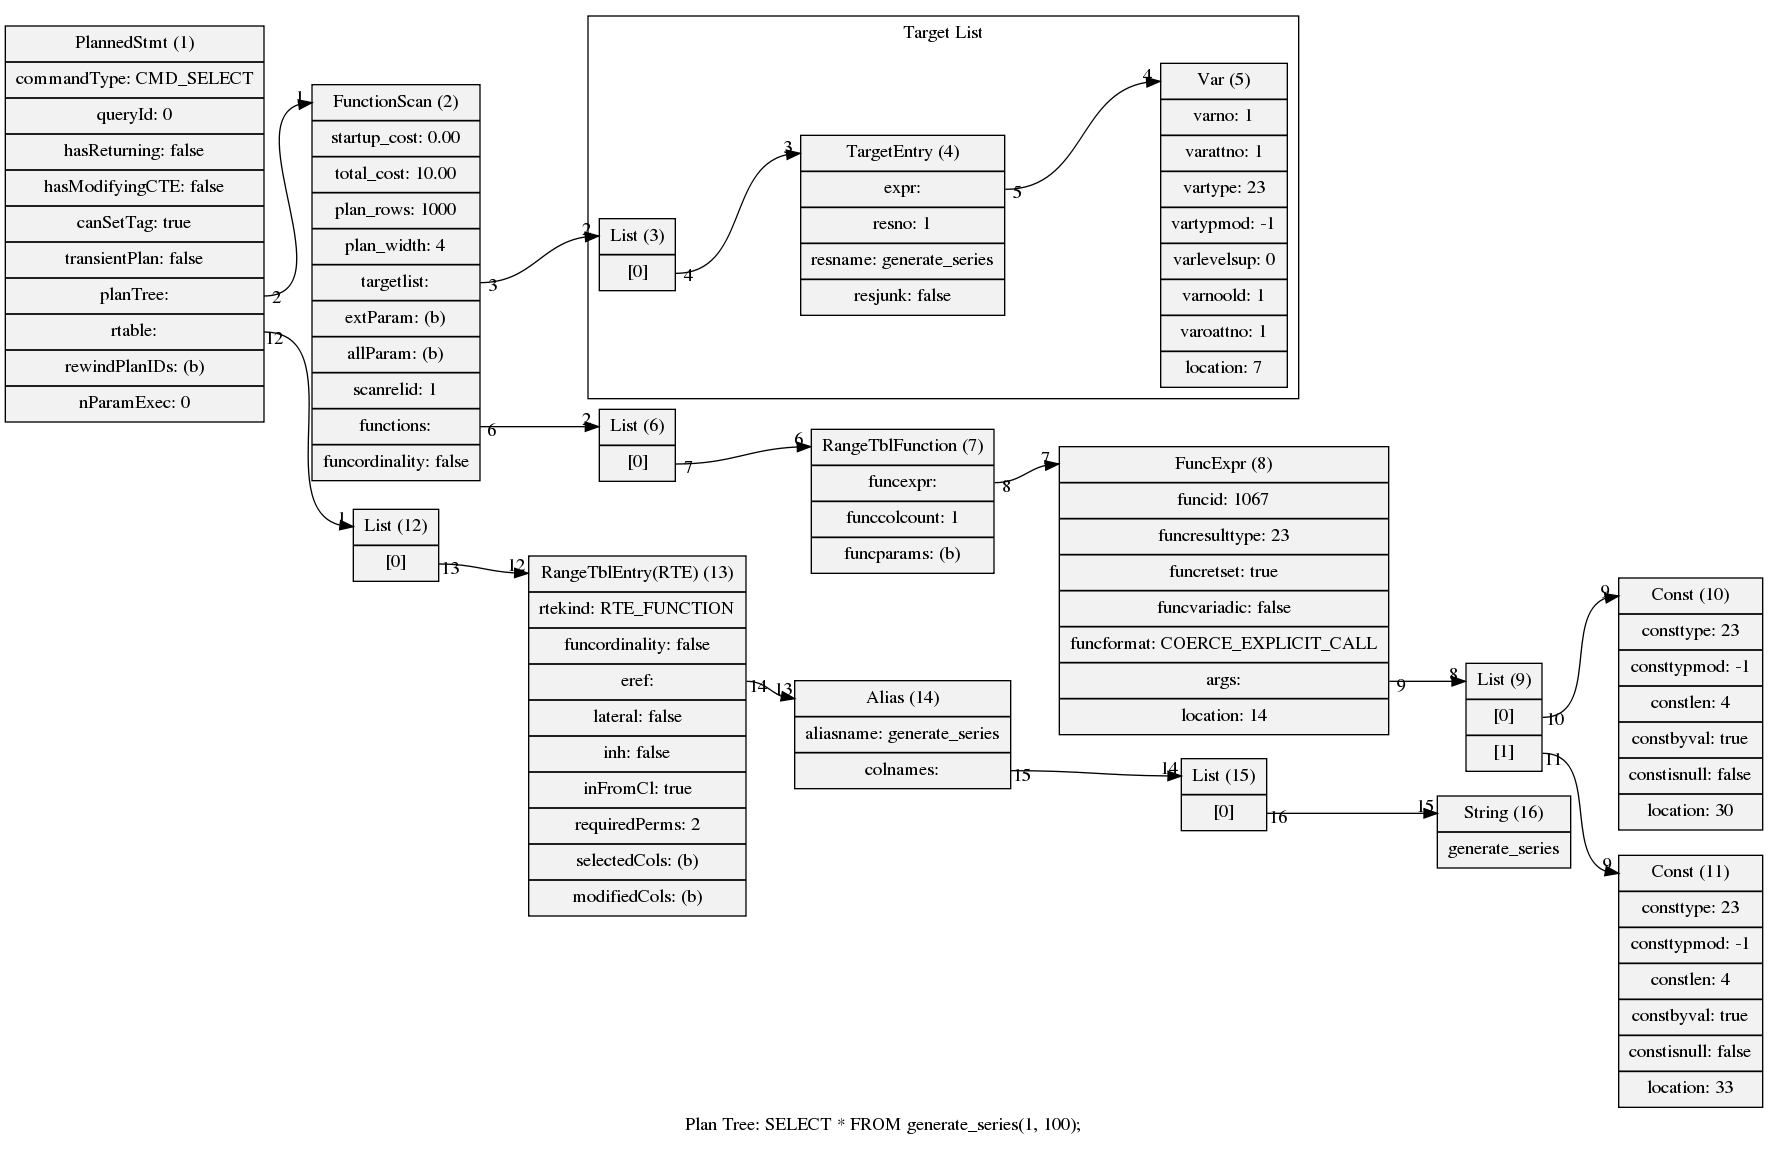 PlannedStmt (1)
commandType: CMD_SELECT
queryId: 0
hasReturning: false
hasModifyingCTE: false
canSetTag: true
transientPlan: false
planTree:
2
rtable:
12
rewindPlanIDs: (b)
nParamExec: 0
1
FunctionScan (2)
startup_cost: 0.00
total_cost: 10.00
plan_rows: 1000
plan_width: 4
targetlist:
3
extParam: (b)
allParam: (b)
scanrelid: 1
functions:
6
funcordinality: false
Target List
2
List (3)
[0]
4
3
TargetEntry (4)
expr:
5
resno: 1
resname: generate_series
resjunk: false
4
Var (5)
varno: 1
varattno: 1
vartype: 23
vartypmod: -1
varlevelsup: 0
varnoold: 1
varoattno: 1
location: 7
2
List (6)
[0]
7
6
RangeTblFunction (7)
funcexpr:
8
funccolcount: 1
funcparams: (b)
7
FuncExpr (8)
funcid: 1067
funcresulttype: 23
funcretset: true
funcvariadic: false
funcformat: COERCE_EXPLICIT_CALL
args:
9
location: 14
8
List (9)
[0]
10
[1]
11
9
Const (10)
consttype: 23
consttypmod: -1
constlen: 4
constbyval: true
constisnull: false
location: 30
9
Const (11)
consttype: 23
consttypmod: -1
constlen: 4
constbyval: true
constisnull: false
location: 33
1
List (12)
[0]
13
12
RangeTblEntry(RTE) (13)
rtekind: RTE_FUNCTION
funcordinality: false
eref:
14
lateral: false
inh: false
inFromCl: true
requiredPerms: 2
selectedCols: (b)
modifiedCols: (b)
13
Alias (14)
aliasname: generate_series
colnames:
15
14
List (15)
[0]
16
15
String (16)
generate_series
Plan Tree: SELECT * FROM generate_series(1, 100);